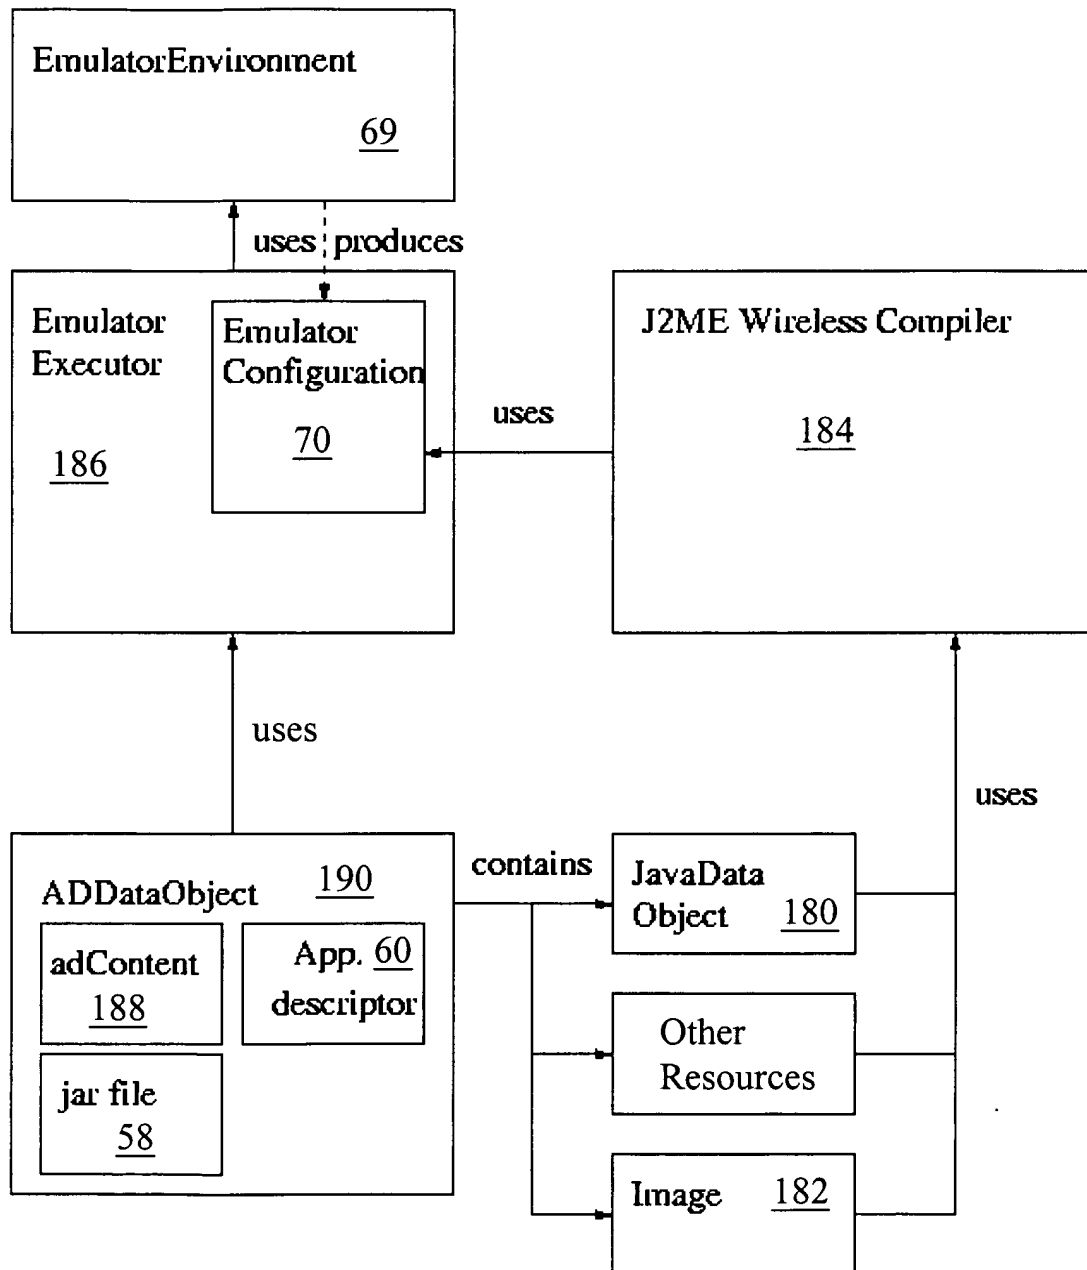 EmulatorEnvironment
69
uses produces
Emulator
Executor
186
Emulator
Configuration
70
uses
J2ME Wireless Compiler
184
uses
uses
ADDataObject 190
adContent
188
App. 60
descriptor
jar file
58
contains
JavaData
Object 180
Other
Resources
Image 182